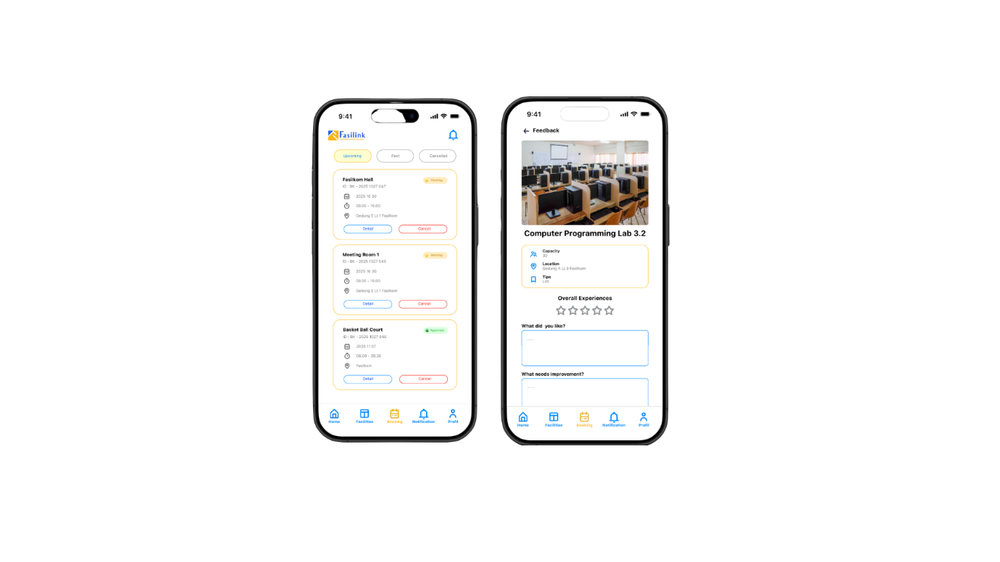 9:41
Fasilink
Upcoming
Past
Cancelled
Fasilkom Hall
Pending
ID : BK - 2025 1027 047
2025 10 30
09.00 - 10.00
Gedung E Lt.1 Fasilkom
Detail
Cancel
Meeting Room 1
Pending
ID : BK - 2025 1027 045
2025 10 30
09.00 - 10.00
Gedung E Lt.1 Fasilkom
Detail
Cancel
Basket Ball Court
Approved
ID : BK - 2025 1027 946
2025 11 07
08.00 - 09.30
Fasilkom
Detail
Cancel
Home
Facilities
Booking
Notification
Profil
9:41
Feedback
Computer Programming Lab 3.2
Capacity
30
Location
Gedung A Lt.3 Fasilkom
Tipe
Lab
Overall Experiences
What did you like?
...
What needs improvement?
....
Home
Facilities
Booking
Notification
Profil